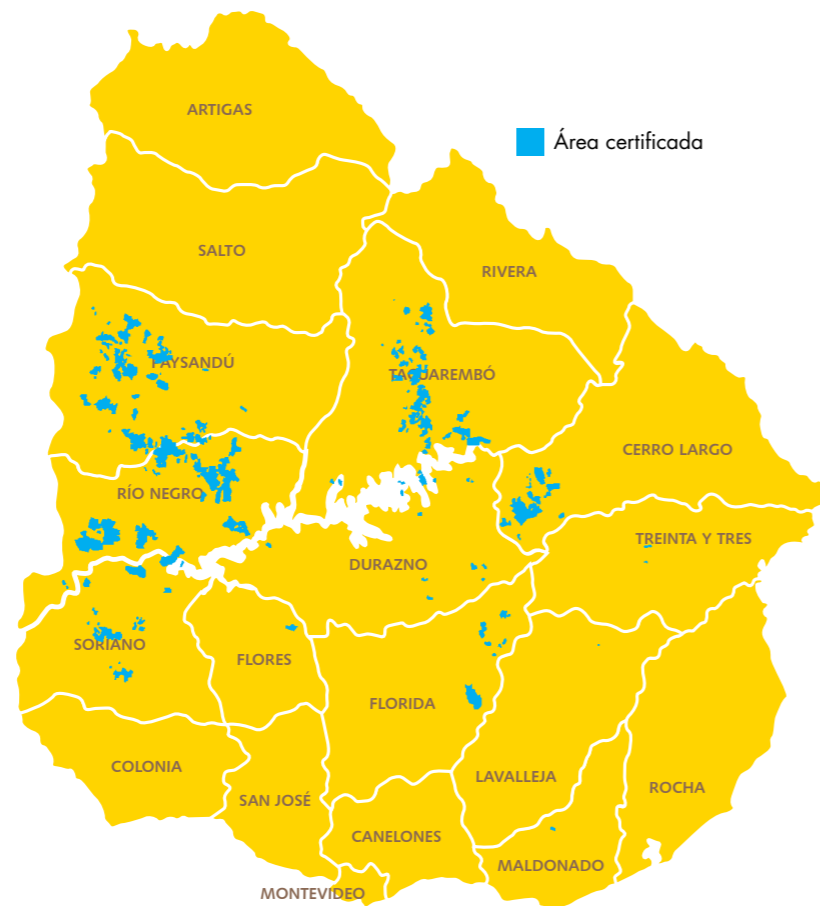 ARTIGAS
Área certificada
SALTO
RIVERA
PAYSANDÚ
TACUAREMBÓ
CERRO LARGO
RÍO NEGRO
TREINTA Y TRES
DURAZNO
SORIANO
FLORES
FLORIDA
COLONIA
LAVALLEJA
ROCHA
SAN JOSÉ
CANELONES
MALDONADO
MONTEVIDEO